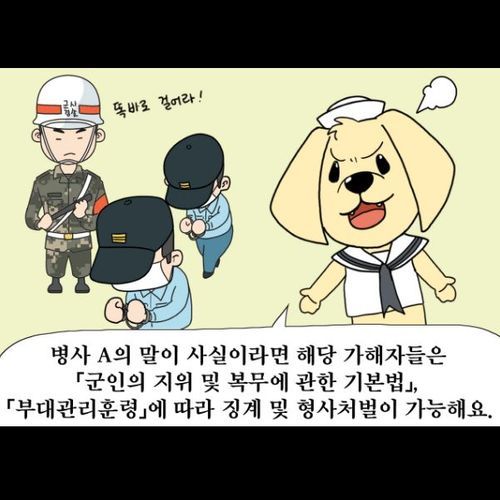 똑바로 걸어라!
병사 A의 말이 사실이라면 해당 가해자들은
「군인의 지위 및 복무에 관한 기본법」,
「부대관리훈령」에 따라 징계 및 형사처벌이 가능해요.